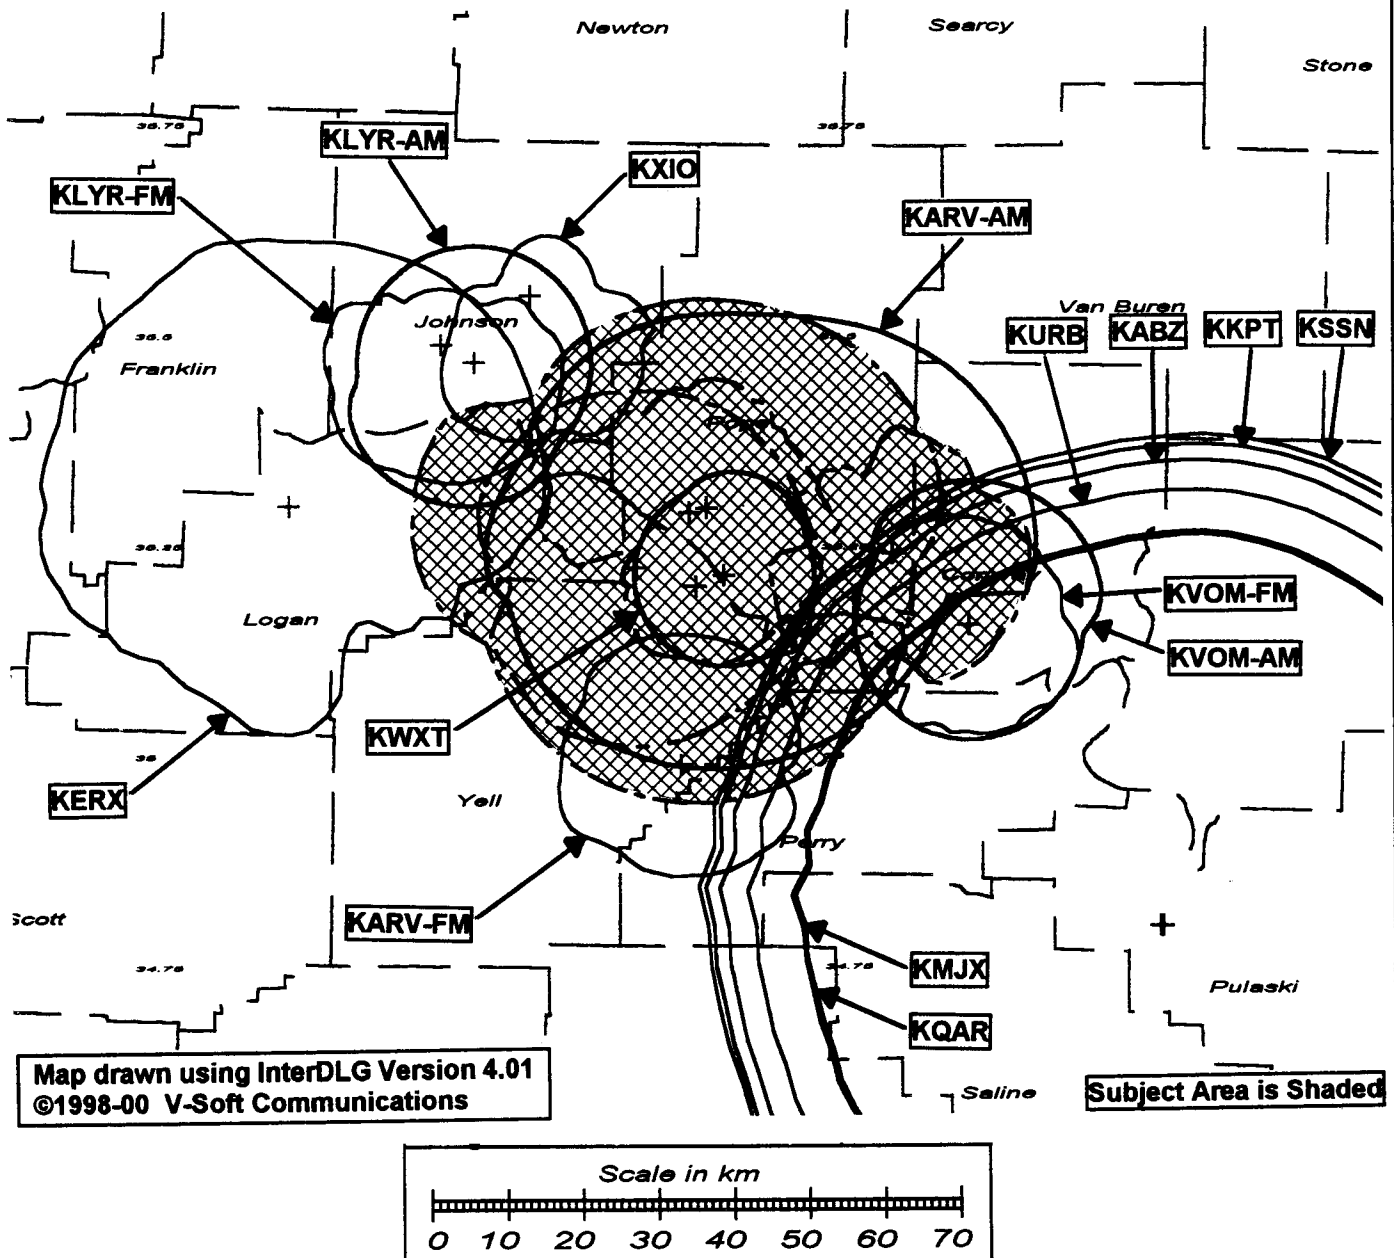 Newton
Searcy
Stone
KLYR-AM
KXIO
KLYR-FM
KARV-AM
Van Buren
KURB
KABZ
KKPT
KSSN
Johnson
Franklin
Logan
KVOM-FM
KVOM-AM
KWXT
KERX
Yell
Perry
KARV-FM
Scott
KMJX
Pulaski
KQAR
Map drawn using InterDLG Version 4.01
©1998-00 V-Soft Communications
Saline
Subject Area is Shaded
Scale in km
0 10 20 30 40 50 60 70